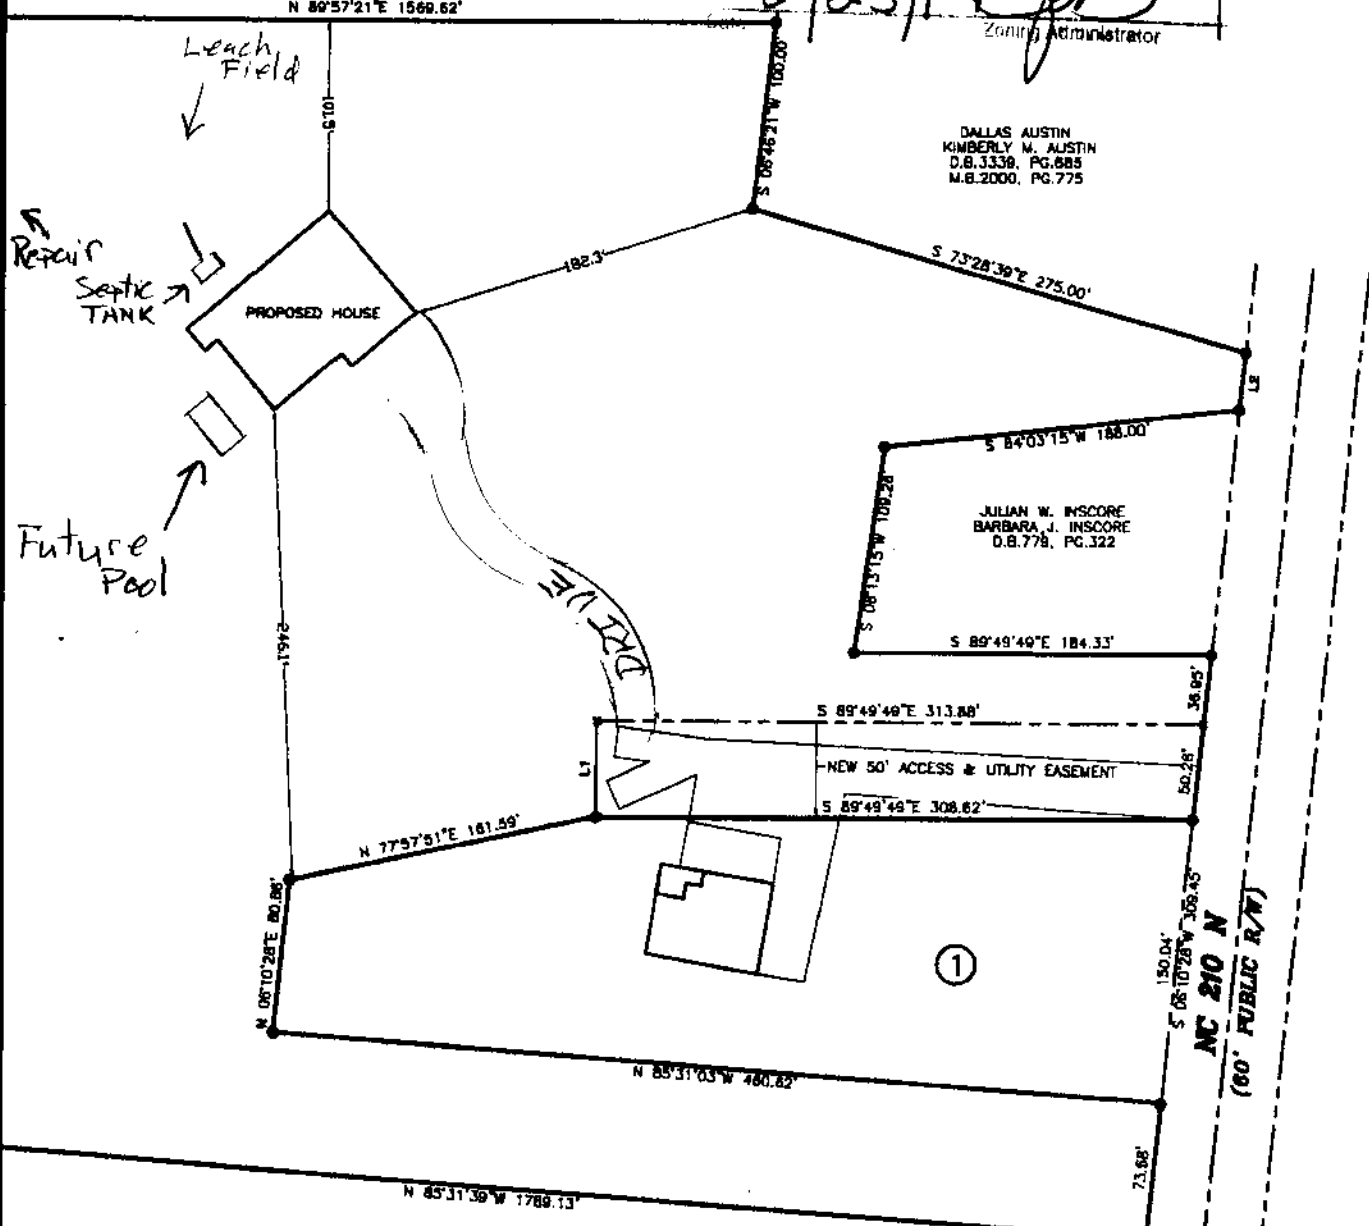 N 89°57'21"E 1569.62'
Zoning Administrator
Leach
Field
101.5'
S 06°46'21"W 100.00'
DALLAS AUSTIN
KIMBERLY M. AUSTIN
D.B.3339, PG.685
M.B.2000, PG.775
Repair
Septic
TANK
PROPOSED HOUSE
182.3'
S 73°28'39"E 275.00'
L2
S 84°03'15"W 188.00'
Future
Pool
S 08°13'15"W 109.28'
JULIAN W. INSCORE
BARBARA J. INSCORE
D.B.779, PG.322
DRIVE
246.1'
S 89°49'49"E 184.33'
36.95'
S 89°49'49"E 313.88'
L1
NEW 50' ACCESS & UTILITY EASEMENT
50.28'
S 89°49'49"E 308.62'
N 77°57'51"E 161.59'
N 06°10'28"E 80.86'
1
150.04'
S 06°10'28"W 309.45'
NC 210 N
(60' PUBLIC R/W)
N 85°31'03"W 460.62'
73.68'
N 85°31'39"W 1789.13'